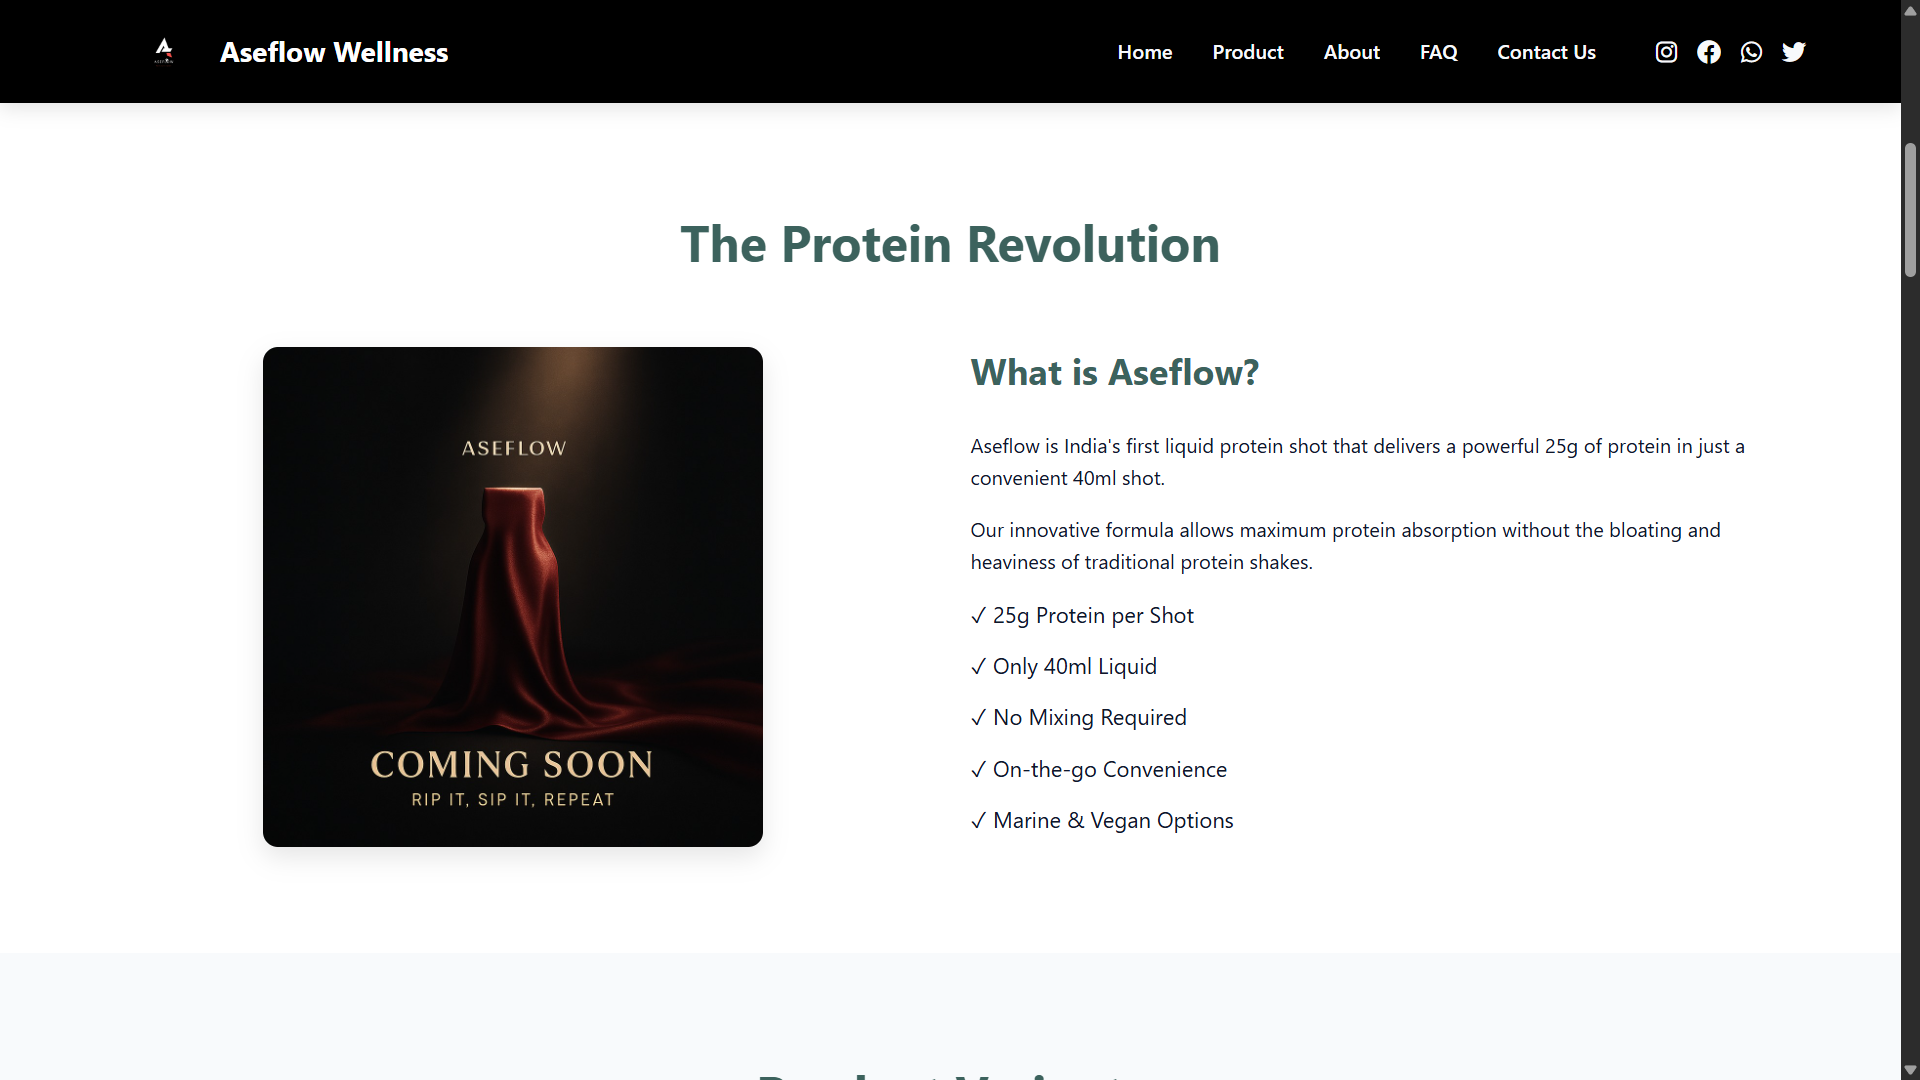 Aseflow Wellness
Home
Product
About
FAQ
Contact Us
The Protein Revolution
ASEFLOW
COMING SOON
RIP IT, SIP IT, REPEAT
What is Aseflow?
Aseflow is India's first liquid protein shot that delivers a powerful 25g of protein in just a
convenient 40ml shot.
Our innovative formula allows maximum protein absorption without the bloating and
heaviness of traditional protein shakes.
✓ 25g Protein per Shot
✓ Only 40ml Liquid
✓ No Mixing Required
✓ On-the-go Convenience
✓ Marine & Vegan Options